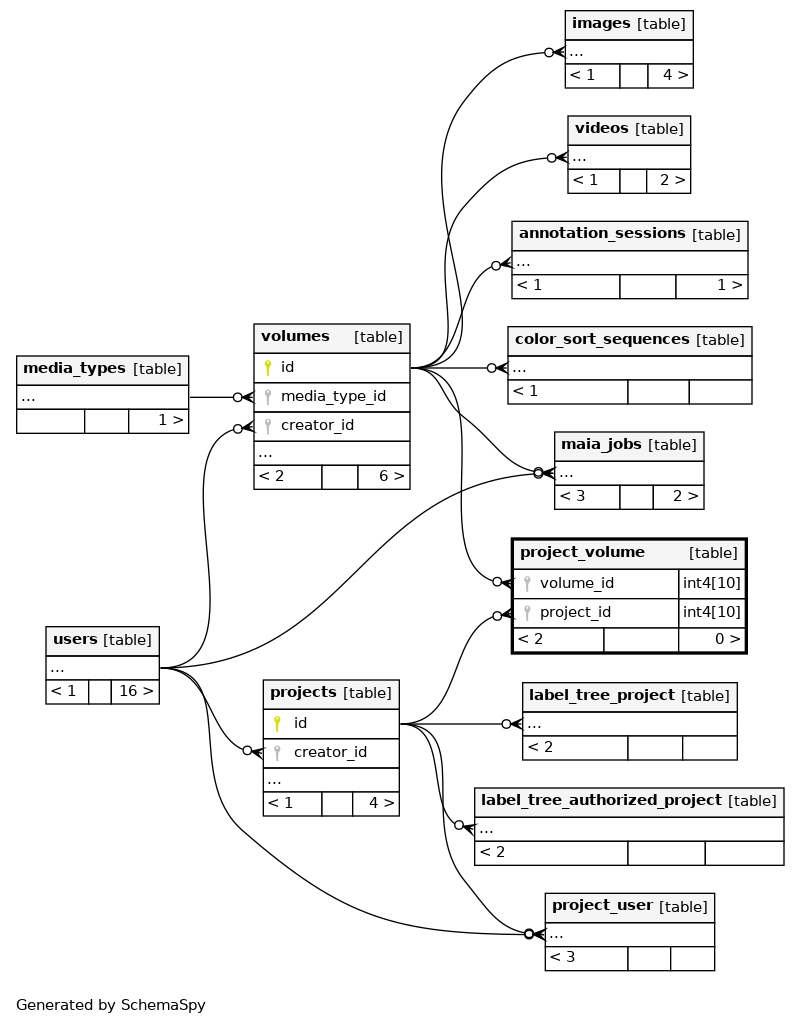 images [table]
...
< 1 4 >
videos [table]
...
< 1 2 >
annotation_sessions [table]
...
< 1 1 >
color_sort_sequences [table]
...
< 1
volumes [table]
id
media_type_id
creator_id
...
< 2 6 >
media_types [table]
...
1 >
maia_jobs [table]
...
< 3 2 >
project_volume [table]
volume_id int4[10]
project_id int4[10]
< 2 0 >
users [table]
...
< 1 16 >
projects [table]
id
creator_id
...
< 1 4 >
label_tree_project [table]
...
< 2
label_tree_authorized_project [table]
...
< 2
project_user [table]
...
< 3
Generated by SchemaSpy